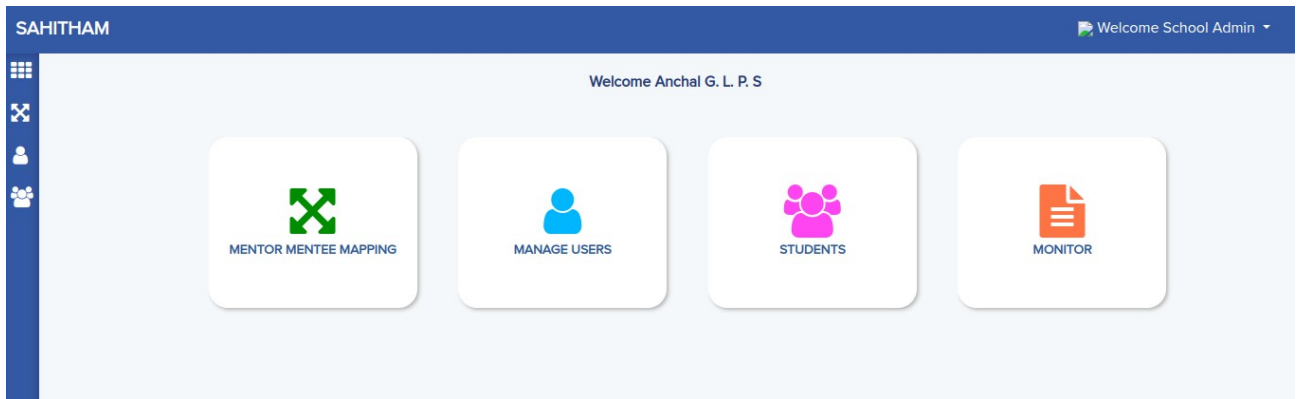 SAHITHAM
Welcome School Admin
Welcome Anchal G. L. P. S
MENTOR MENTEE MAPPING
MANAGE USERS
STUDENTS
MONITOR